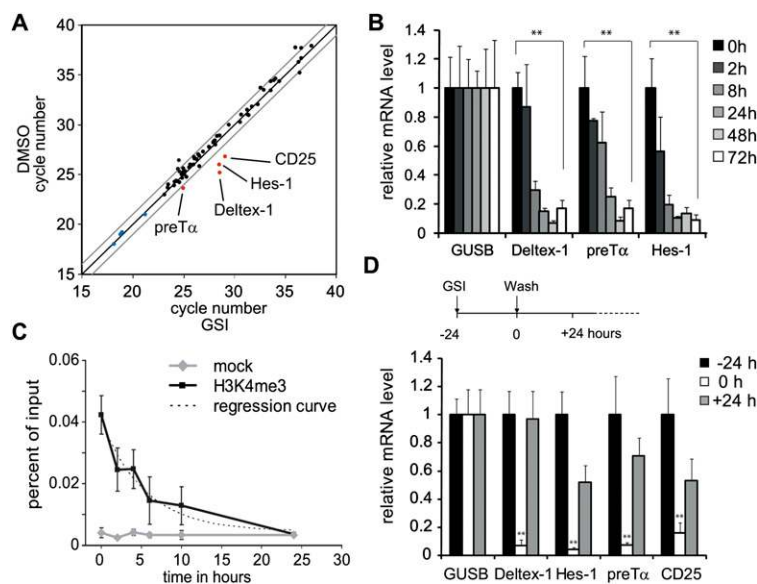 A
DMSO
cycle number
40
35
30
25
20
15
15 20 25 30 35 40
cycle number
GSI
CD25
Hes-1
Deltex-1
preTα
B
relative mRNA level
1.4
1.2
1
0.8
0.6
0.4
0.2
0
** ** **
GUSB Deltex-1 preTα Hes-1
0h
2h
8h
24h
48h
72h
C
percent of input
0.06
0.04
0.02
0
0 5 10 15 20 25 30
time in hours
mock
H3K4me3
regression curve
D
GSI Wash
-24 0 +24 hours
relative mRNA level
1.4
1.2
1
0.8
0.6
0.4
0.2
0
** ** ** **
GUSB Deltex-1 Hes-1 preTα CD25
-24 h
0 h
+24 h